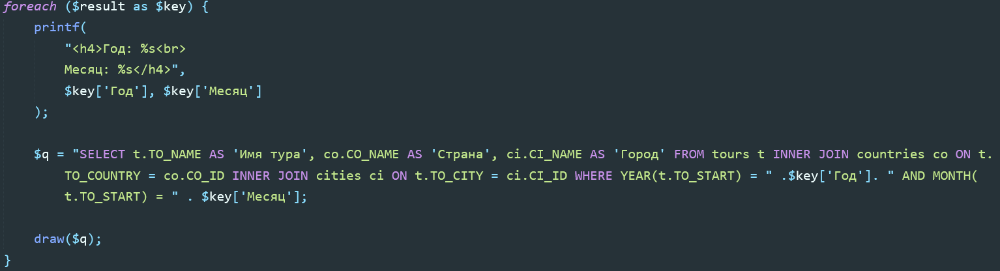 foreach ($result as $key) {
printf(
"<h4>Год: %s<br>
Месяц: %s</h4>",
$key['Год'], $key['Месяц']
);
$q = "SELECT t.TO_NAME AS 'Имя тура', co.CO_NAME AS 'Страна', ci.CI_NAME AS 'Город' FROM tours t INNER JOIN countries co ON t.
TO_COUNTRY = co.CO_ID INNER JOIN cities ci ON t.TO_CITY = ci.CI_ID WHERE YEAR(t.TO_START) = " .$key['Год']. " AND MONTH(
t.TO_START) = " . $key['Месяц'];
draw($q);
}